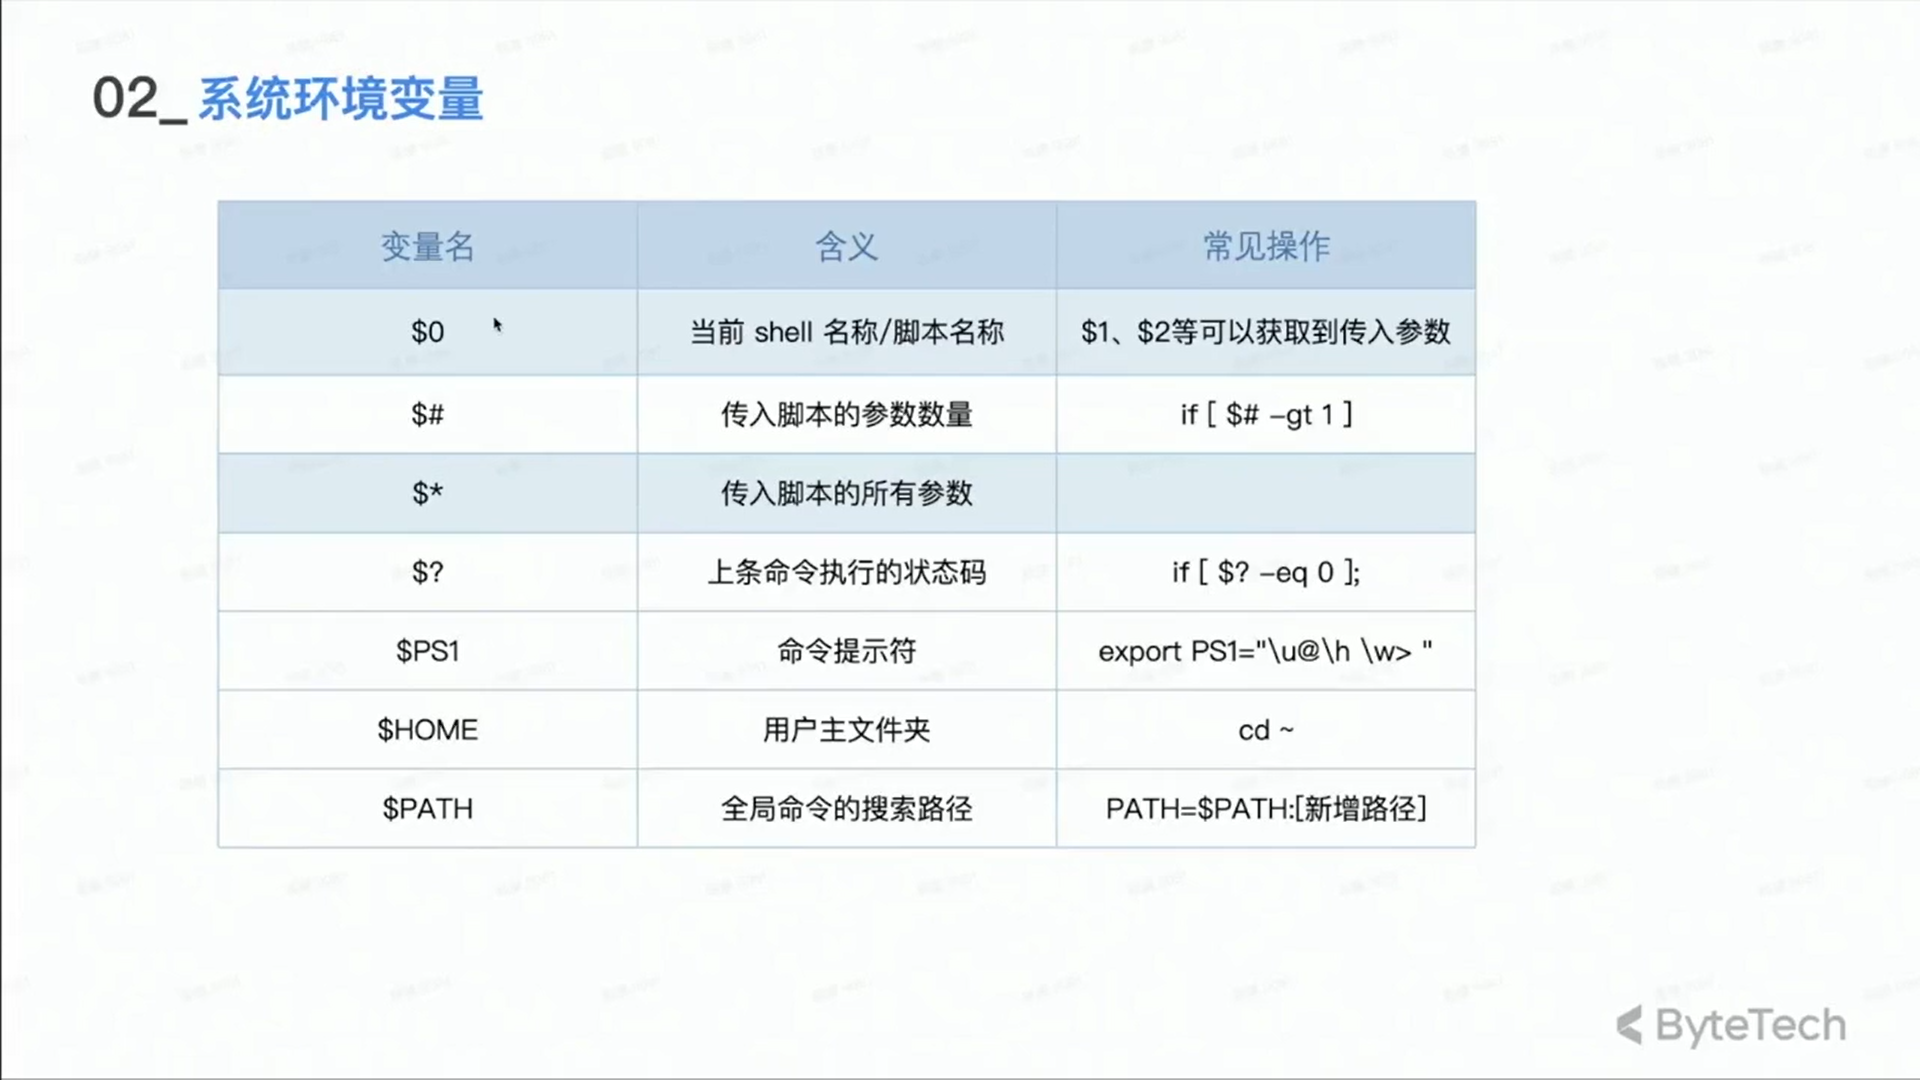 02_系统环境变量
变量名 含义 常见操作
$0 当前 shell 名称/脚本名称 $1、$2等可以获取到传入参数
$# 传入脚本的参数数量 if [ $# –gt 1 ]
$* 传入脚本的所有参数
$? 上条命令执行的状态码 if [ $? –eq 0 ];
$PS1 命令提示符 export PS1="\u@\h \w> "
$HOME 用户主文件夹 cd ~
$PATH 全局命令的搜索路径 PATH=$PATH:[新增路径]
ByteTech